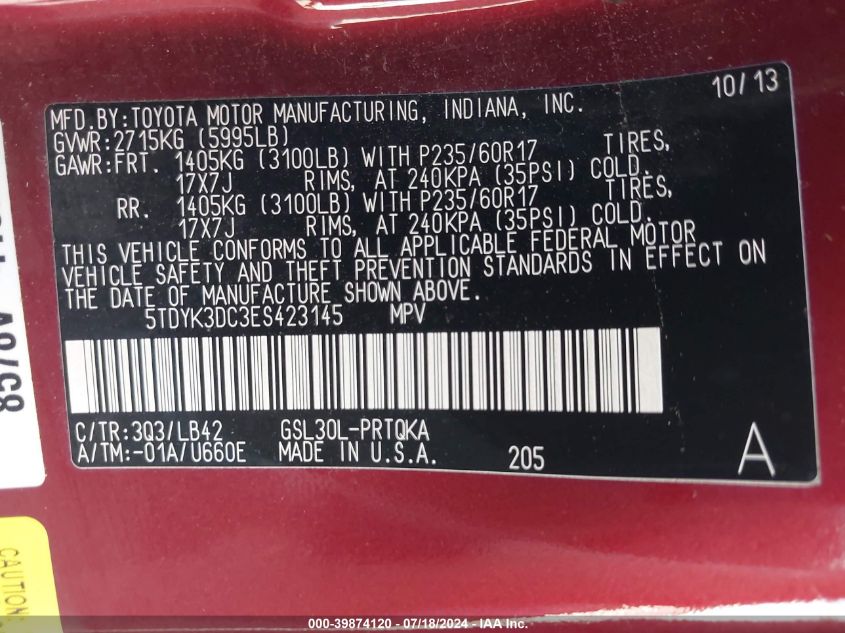 10/13
MFD.BY:TOYOTA MOTOR MANUFACTURING, INDIANA, INC.
GVWR:2715KG (5995LB)
GAWR:FRT. 1405KG (3100LB) WITH P235/60R17 TIRES,
17X7J RIMS, AT 240KPA (35PSI) COLD.
RR. 1405KG (3100LB) WITH P235/60R17 TIRES,
17X7J RIMS, AT 240KPA (35PSI) COLD.
THIS VEHICLE CONFORMS TO ALL APPLICABLE FEDERAL MOTOR
VEHICLE SAFETY AND THEFT PREVENTION STANDARDS IN EFFECT ON
THE DATE OF MANUFACTURE SHOWN ABOVE.
5TDYK3DC3ES423145 MPV
C/TR:3Q3/LB42 GSL30L-PRTQKA
A/TM:-01A/U660E MADE IN U.S.A. 205 A
CAUTION:
000-39874120 - 07/18/2024 - IAA Inc.